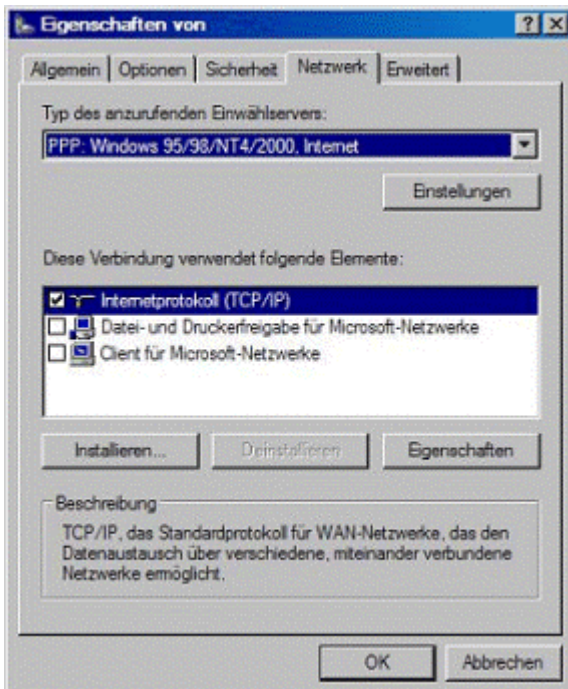 Eigenschaften von
Allgemein
Optionen
Sicherheit
Netzwerk
Erweitert
Typ des anzurufenden Einwählservers:
PPP: Windows 95/98/NT4/2000, Internet
Einstellungen
Diese Verbindung verwendet folgende Elemente:
Internetprotokoll (TCP/IP)
Datei- und Druckerfreigabe für Microsoft-Netzwerke
Client für Microsoft-Netzwerke
Installieren...
Deinstallieren
Eigenschaften
Beschreibung
TCP/IP, das Standardprotokoll für WAN-Netzwerke, das den
Datenaustausch über verschiedene, miteinander verbundene
Netzwerke ermöglicht.
OK
Abbrechen